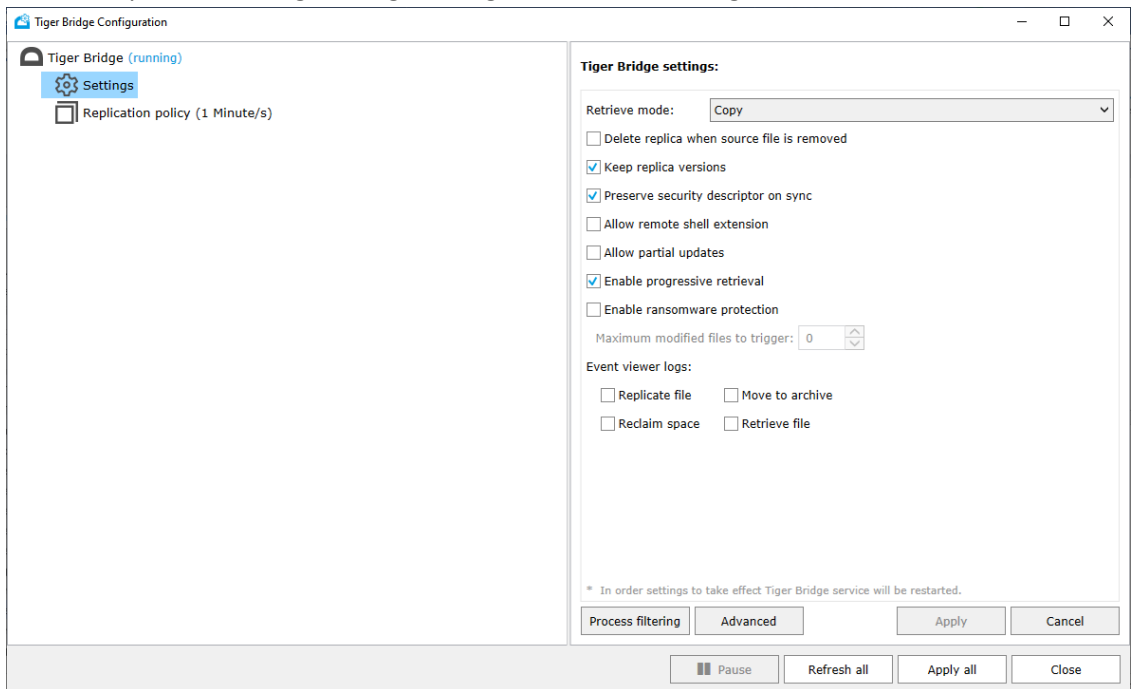 Tiger Bridge Configuration
Tiger Bridge (running)
Settings
Replication policy (1 Minute/s)
Tiger Bridge settings:
Retrieve mode: Copy
Delete replica when source file is removed
Keep replica versions
Preserve security descriptor on sync
Allow remote shell extension
Allow partial updates
Enable progressive retrieval
Enable ransomware protection
Maximum modified files to trigger: 0
Event viewer logs:
Replicate file Move to archive
Reclaim space Retrieve file
* In order settings to take effect Tiger Bridge service will be restarted.
Process filtering Advanced Apply Cancel
Pause Refresh all Apply all Close